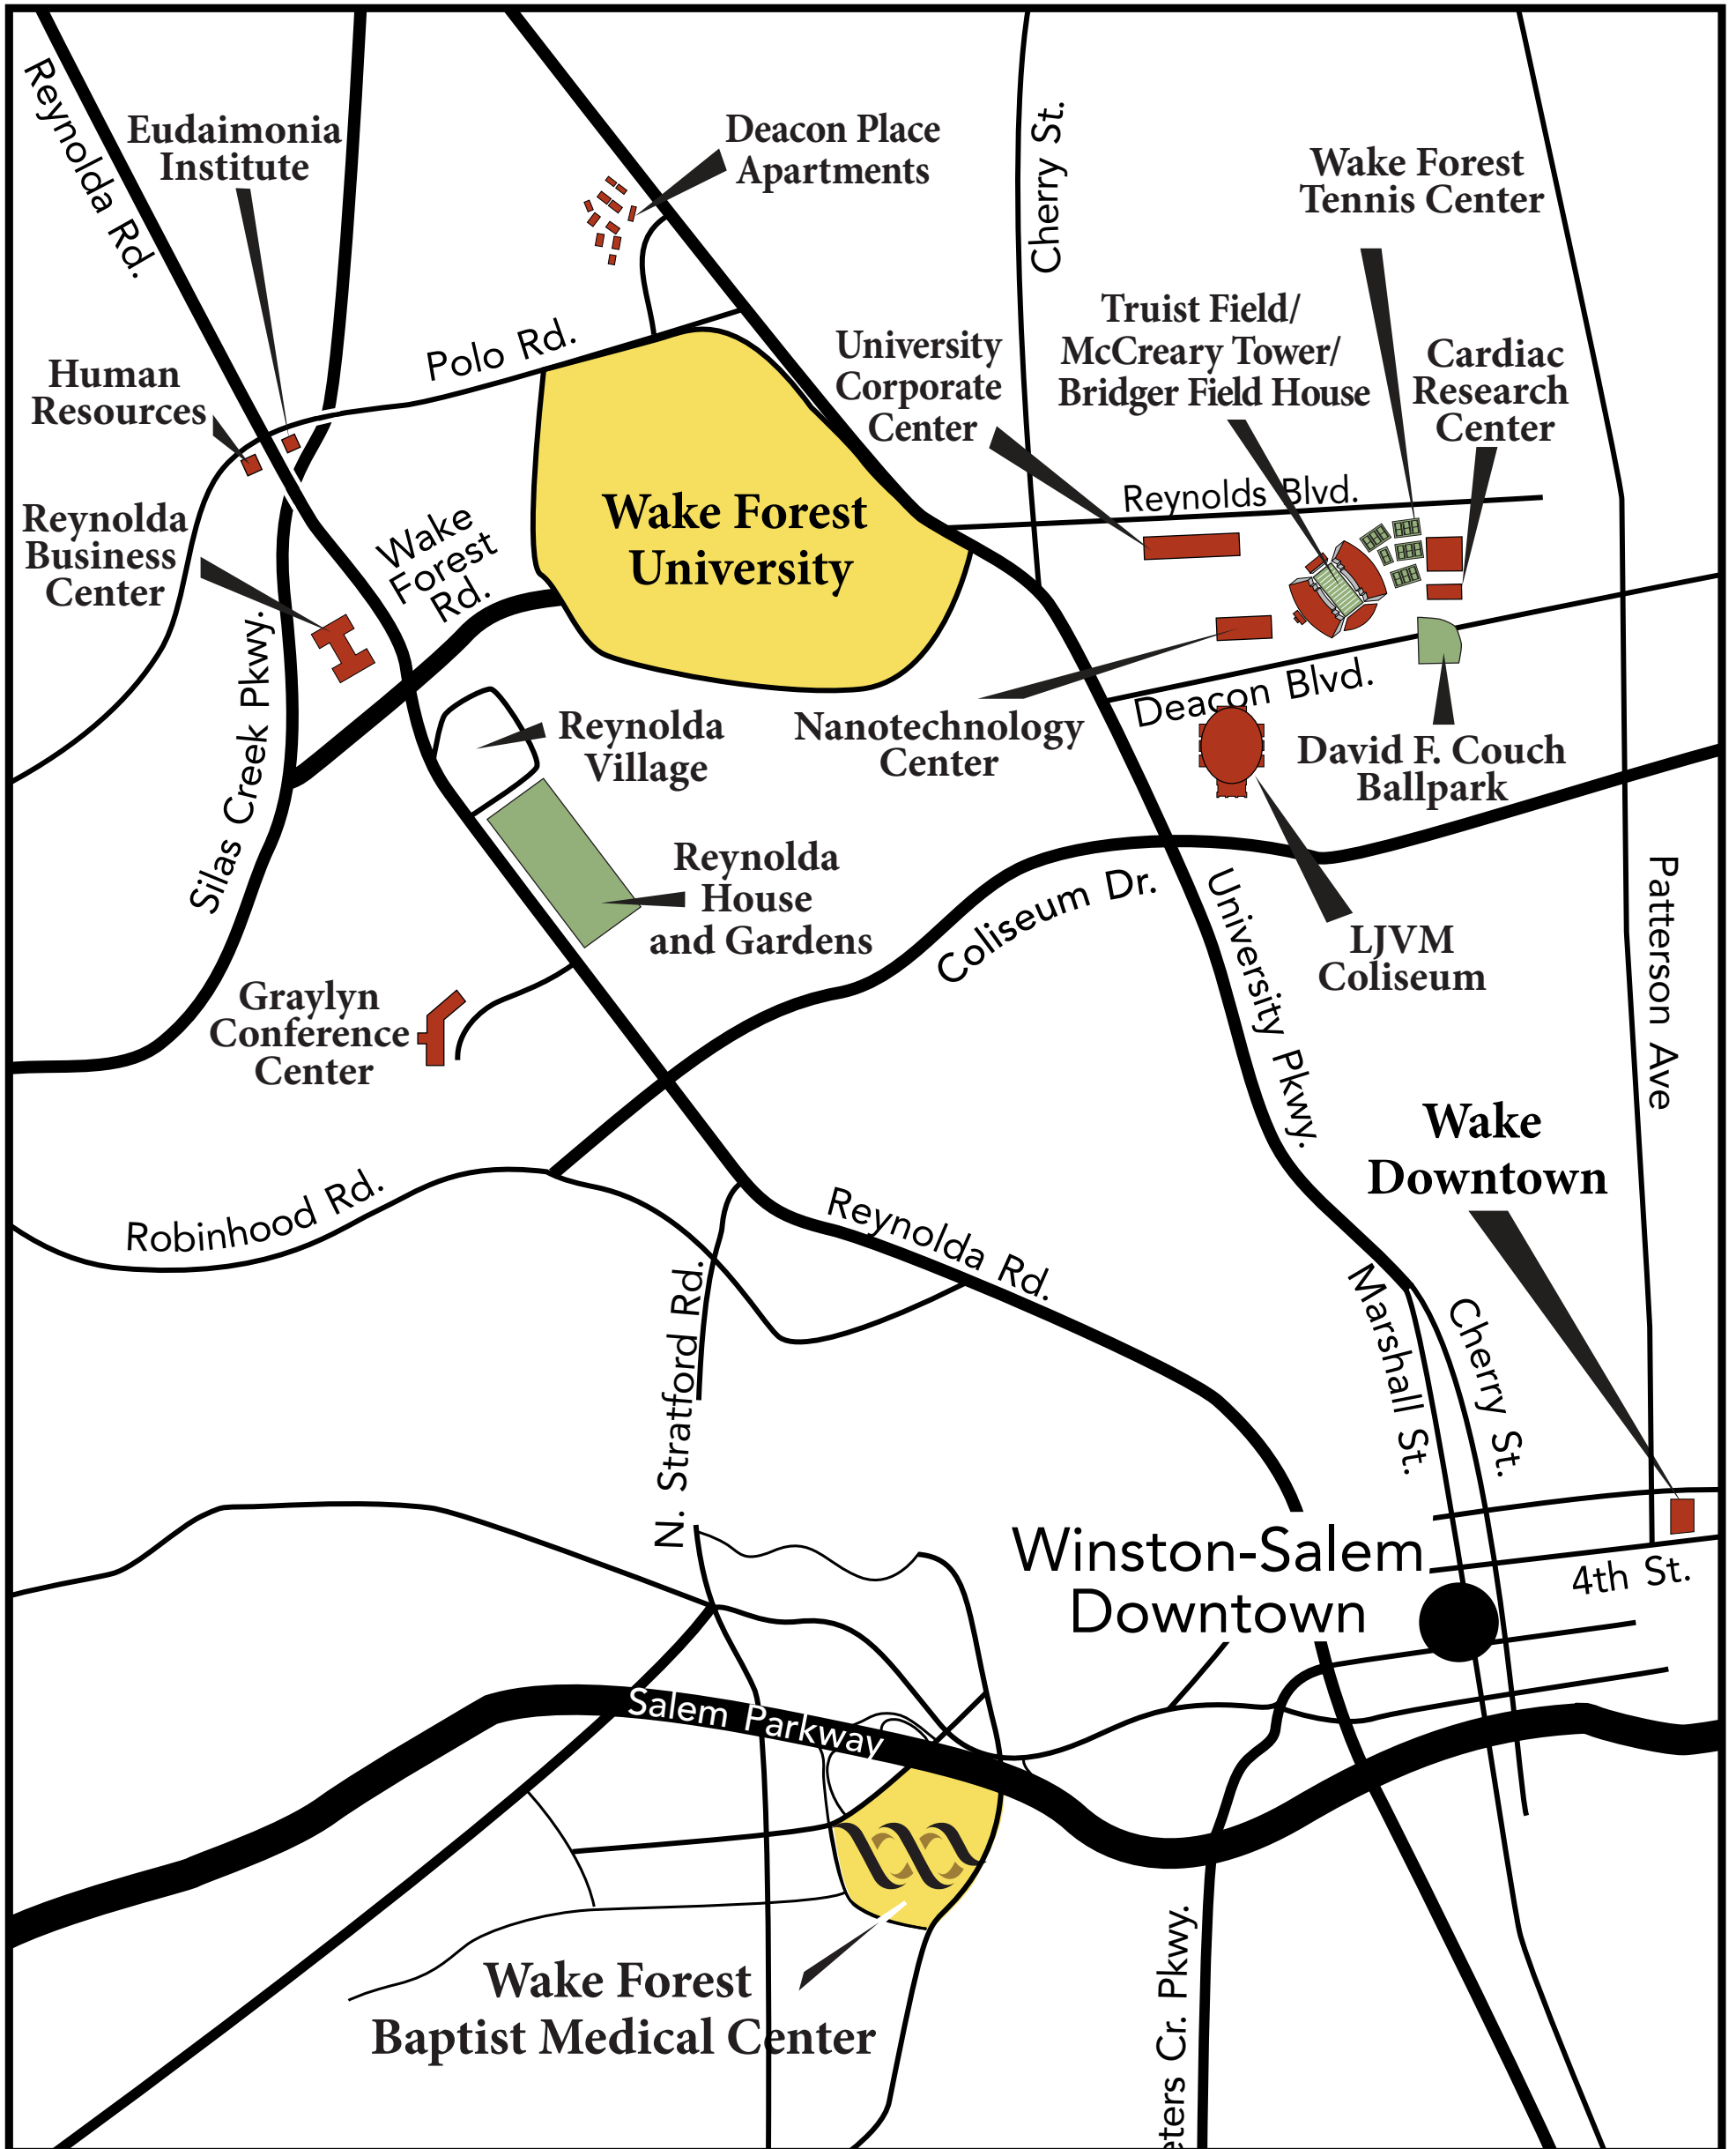 Reynolda Rd.
Eudaimonia
Institute
Deacon Place
Apartments
Cherry St.
Wake Forest
Tennis Center
Polo Rd.
Human
Resources
University
Corporate
Center
Truist Field/
McCreary Tower/
Bridger Field House
Cardiac
Research
Center
Reynolda
Business
Center
Wake
Forest
Rd.
Wake Forest
University
Reynolds Blvd.
Silas Creek Pkwy.
Reynolda
Village
Nanotechnology
Center
Deacon Blvd.
David F. Couch
Ballpark
Reynolda
House
and Gardens
Coliseum Dr.
University Pkwy.
LJVM
Coliseum
Patterson Ave
Graylyn
Conference
Center
Wake
Downtown
Robinhood Rd.
Reynolda Rd.
N. Stratford Rd.
Marshall St.
Cherry St.
Winston-Salem
Downtown
4th St.
Salem Parkway
Wake Forest
Baptist Medical Center
eters Cr. Pkwy.